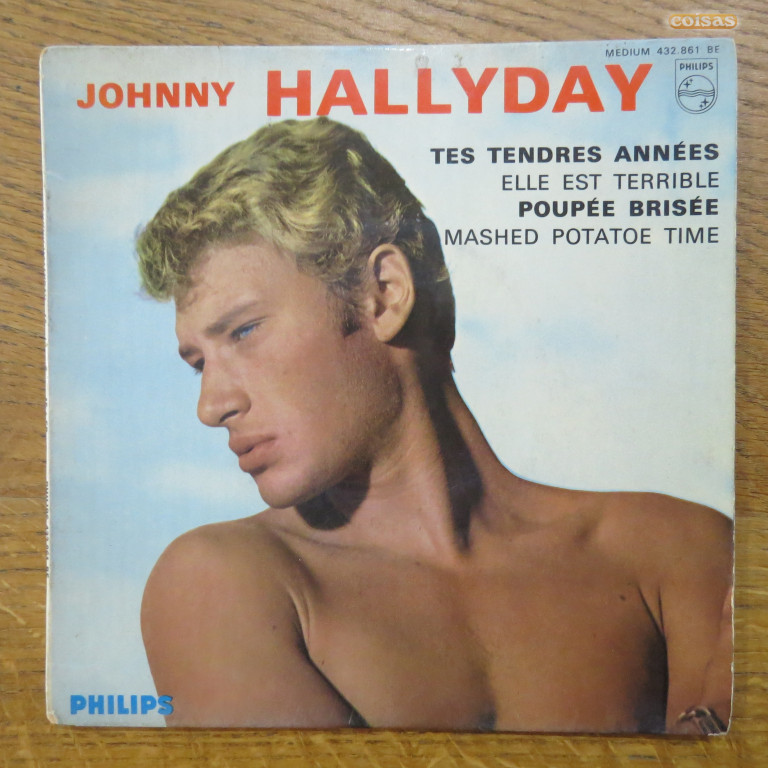 coisas
MEDIUM 432.861 BE
JOHNNY HALLYDAY
PHILIPS
TES TENDRES ANNÉES
ELLE EST TERRIBLE
POUPÉE BRISÉE
MASHED POTATOE TIME
PHILIPS